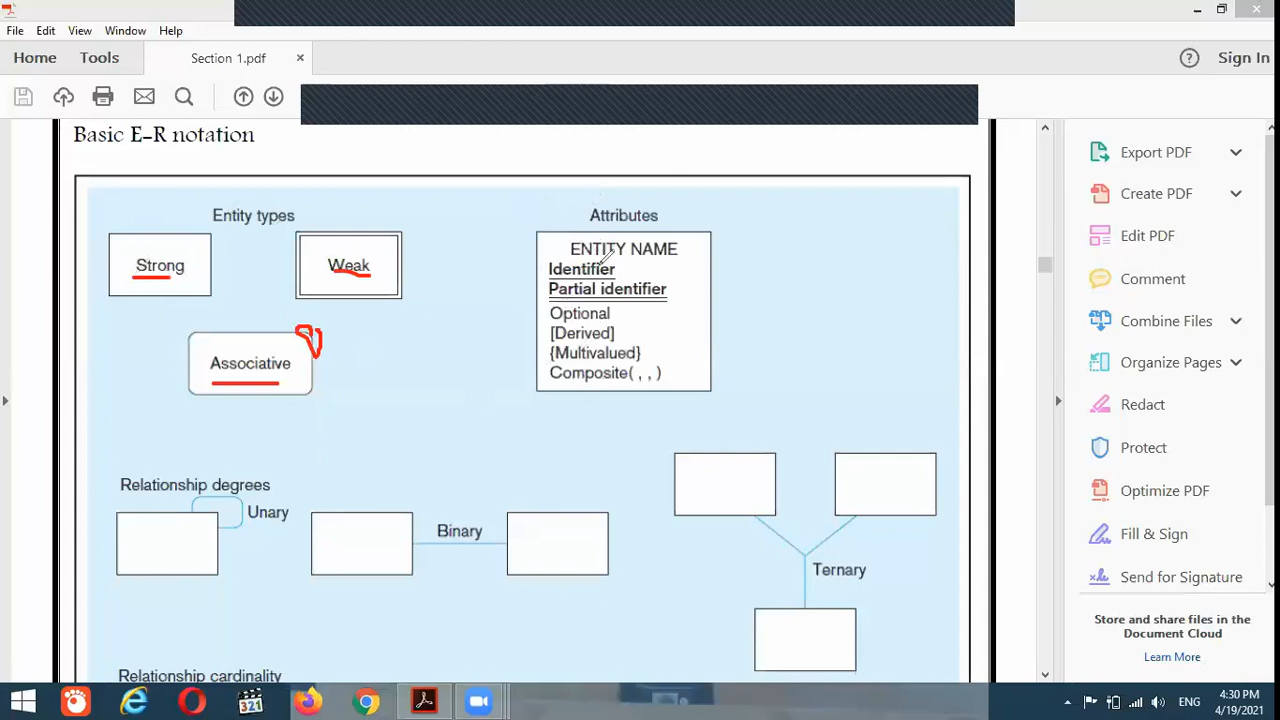 File Edit View Window Help
Home Tools Section 1.pdf × ? Sign In
Basic E-R notation
Entity types
Strong
Weak
Associative
Attributes
ENTITY NAME
Identifier
Partial identifier
Optional
[Derived]
{Multivalued}
Composite( , , )
Relationship degrees
Unary
Binary
Ternary
Relationship cardinality
Export PDF
Create PDF
Edit PDF
Comment
Combine Files
Organize Pages
Redact
Protect
Optimize PDF
Fill & Sign
Send for Signature
Store and share files in the
Document Cloud
Learn More
321
ENG
4:30 PM
4/19/2021